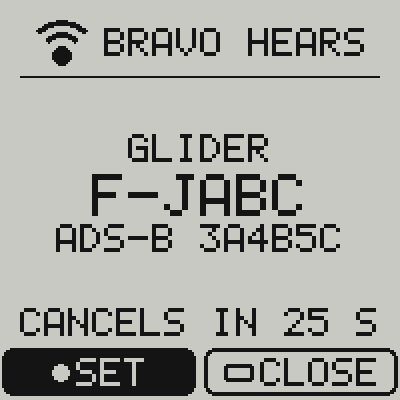 BRAVO HEARS
GLIDER
F-JABC
ADS-B 3A4B5C
CANCELS IN 25 S
SET
CLOSE